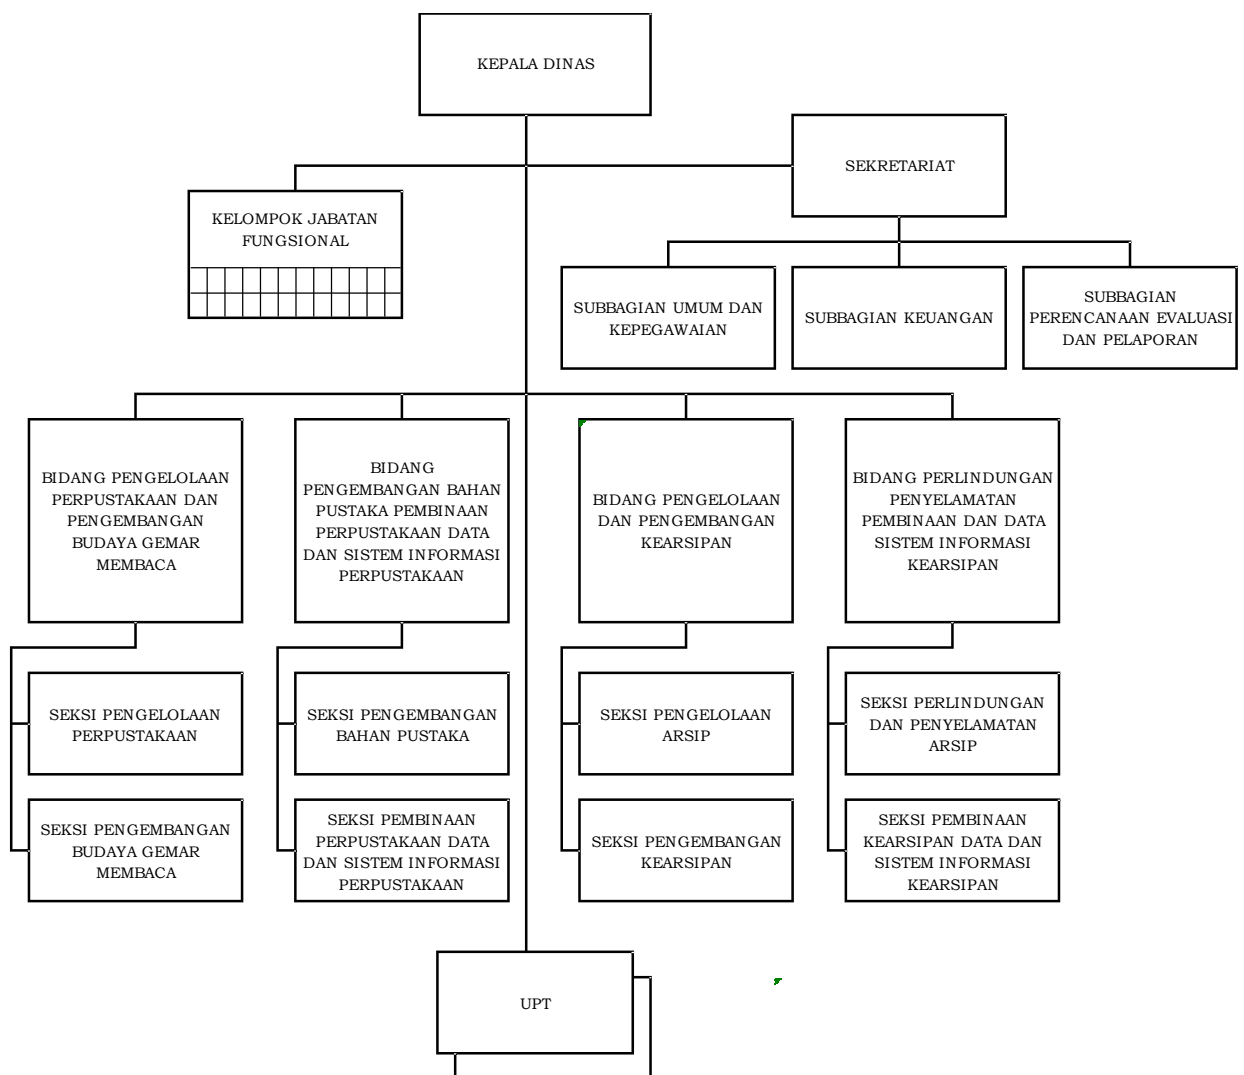 KEPALA DINAS
SEKRETARIAT
KELOMPOK JABATAN
FUNGSIONAL
SUBBAGIAN UMUM DAN
KEPEGAWAIAN
SUBBAGIAN KEUANGAN
SUBBAGIAN
PERENCANAAN EVALUASI
DAN PELAPORAN
BIDANG PENGELOLAAN
PERPUSTAKAAN DAN
PENGEMBANGAN
BUDAYA GEMAR
MEMBACA
BIDANG
PENGEMBANGAN BAHAN
PUSTAKA PEMBINAAN
PERPUSTAKAAN DATA
DAN SISTEM INFORMASI
PERPUSTAKAAN
BIDANG PENGELOLAAN
DAN PENGEMBANGAN
KEARSIPAN
BIDANG PERLINDUNGAN
PENYELAMATAN
PEMBINAAN DAN DATA
SISTEM INFORMASI
KEARSIPAN
SEKSI PENGELOLAAN
PERPUSTAKAAN
SEKSI PENGEMBANGAN
BAHAN PUSTAKA
SEKSI PENGELOLAAN
ARSIP
SEKSI PERLINDUNGAN
DAN PENYELAMATAN
ARSIP
SEKSI PENGEMBANGAN
BUDAYA GEMAR
MEMBACA
SEKSI PEMBINAAN
PERPUSTAKAAN DATA
DAN SISTEM INFORMASI
PERPUSTAKAAN
SEKSI PENGEMBANGAN
KEARSIPAN
SEKSI PEMBINAAN
KEARSIPAN DATA DAN
SISTEM INFORMASI
KEARSIPAN
UPT